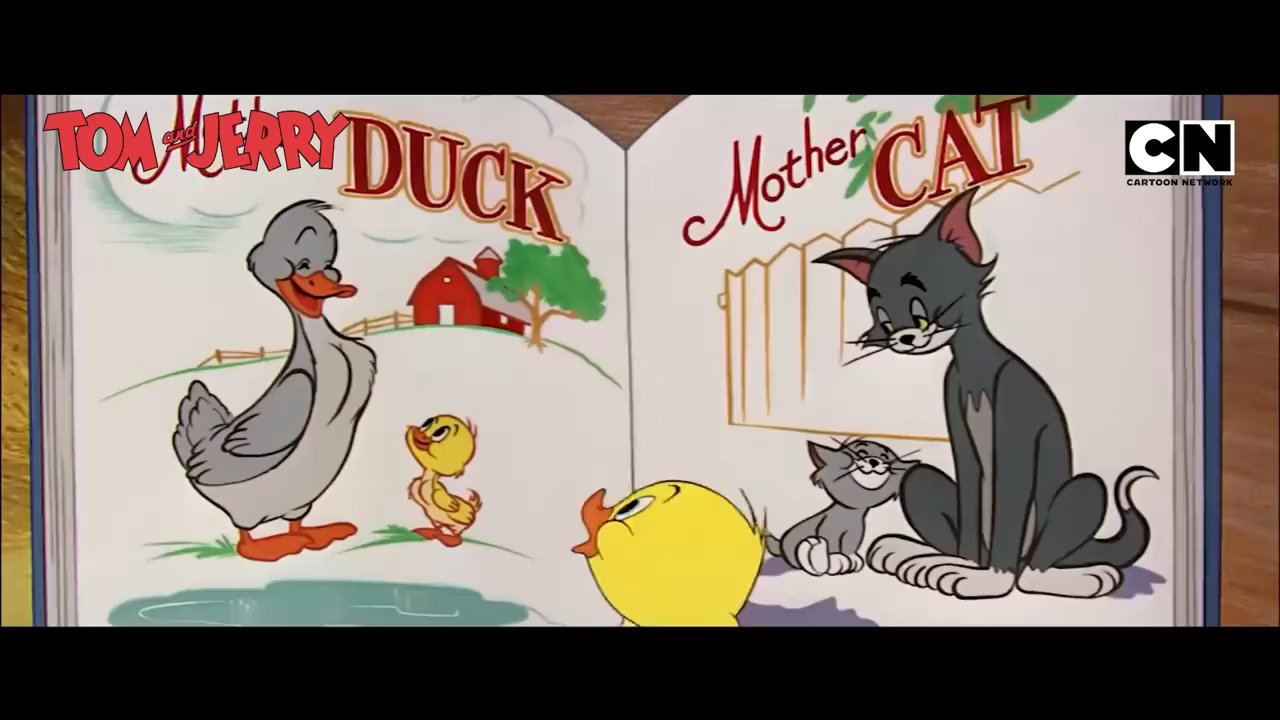 TOM and JERRY
DUCK
Mother
CAT
CN
CARTOON NETWORK